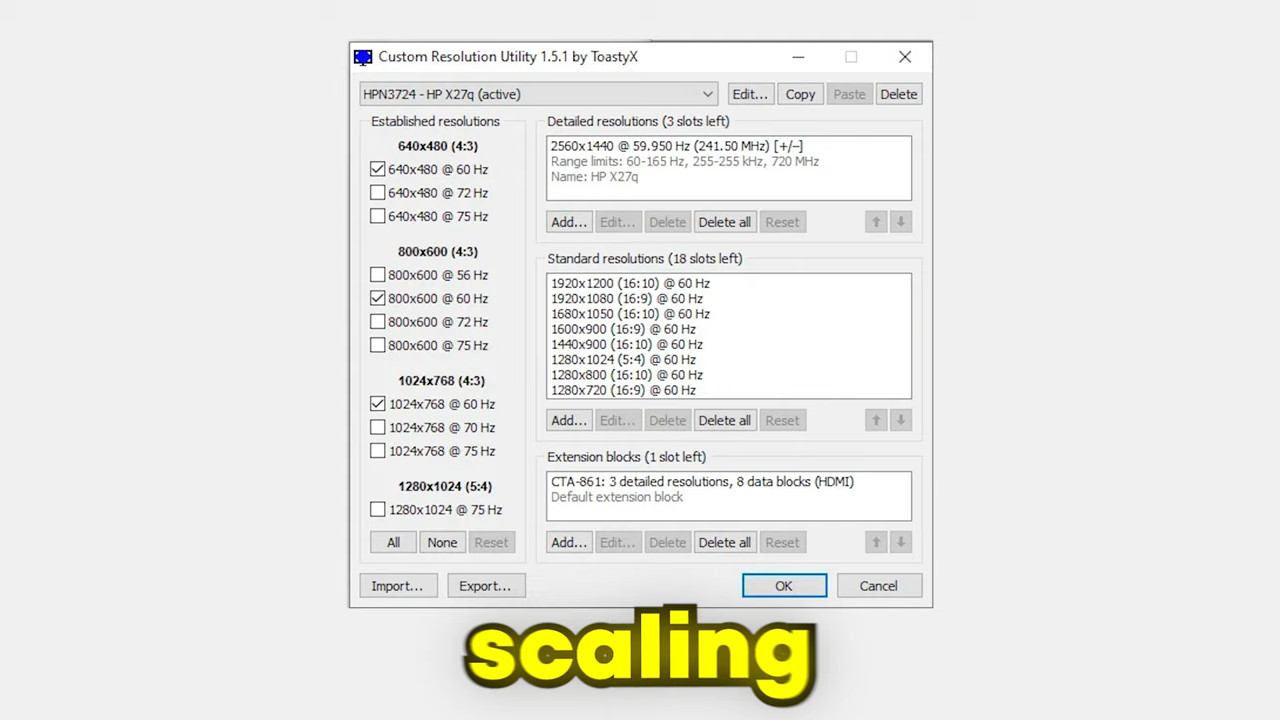 Custom Resolution Utility 1.5.1 by ToastyX
HPN3724 - HP X27q (active)
Edit... Copy Paste Delete
Established resolutions
640x480 (4:3)
640x480 @ 60 Hz
640x480 @ 72 Hz
640x480 @ 75 Hz
800x600 (4:3)
800x600 @ 56 Hz
800x600 @ 60 Hz
800x600 @ 72 Hz
800x600 @ 75 Hz
1024x768 (4:3)
1024x768 @ 60 Hz
1024x768 @ 70 Hz
1024x768 @ 75 Hz
1280x1024 (5:4)
1280x1024 @ 75 Hz
All None Reset
Detailed resolutions (3 slots left)
2560x1440 @ 59.950 Hz (241.50 MHz) [+/-]
Range limits: 60-165 Hz, 255-255 kHz, 720 MHz
Name: HP X27q
Add... Edit... Delete Delete all Reset
Standard resolutions (18 slots left)
1920x1200 (16:10) @ 60 Hz
1920x1080 (16:9) @ 60 Hz
1680x1050 (16:10) @ 60 Hz
1600x900 (16:9) @ 60 Hz
1440x900 (16:10) @ 60 Hz
1280x1024 (5:4) @ 60 Hz
1280x800 (16:10) @ 60 Hz
1280x720 (16:9) @ 60 Hz
Add... Edit... Delete Delete all Reset
Extension blocks (1 slot left)
CTA-861: 3 detailed resolutions, 8 data blocks (HDMI)
Default extension block
Add... Edit... Delete Delete all Reset
Import... Export... OK Cancel
scaling